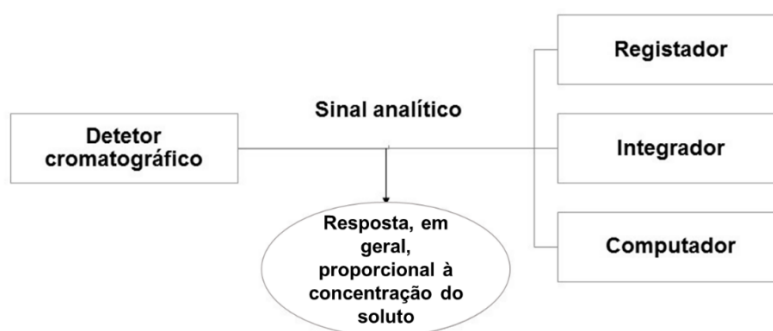 Detetor
cromatográfico
Sinal analítico
Resposta, em
geral,
proporcional à
concentração do
soluto
Registador
Integrador
Computador